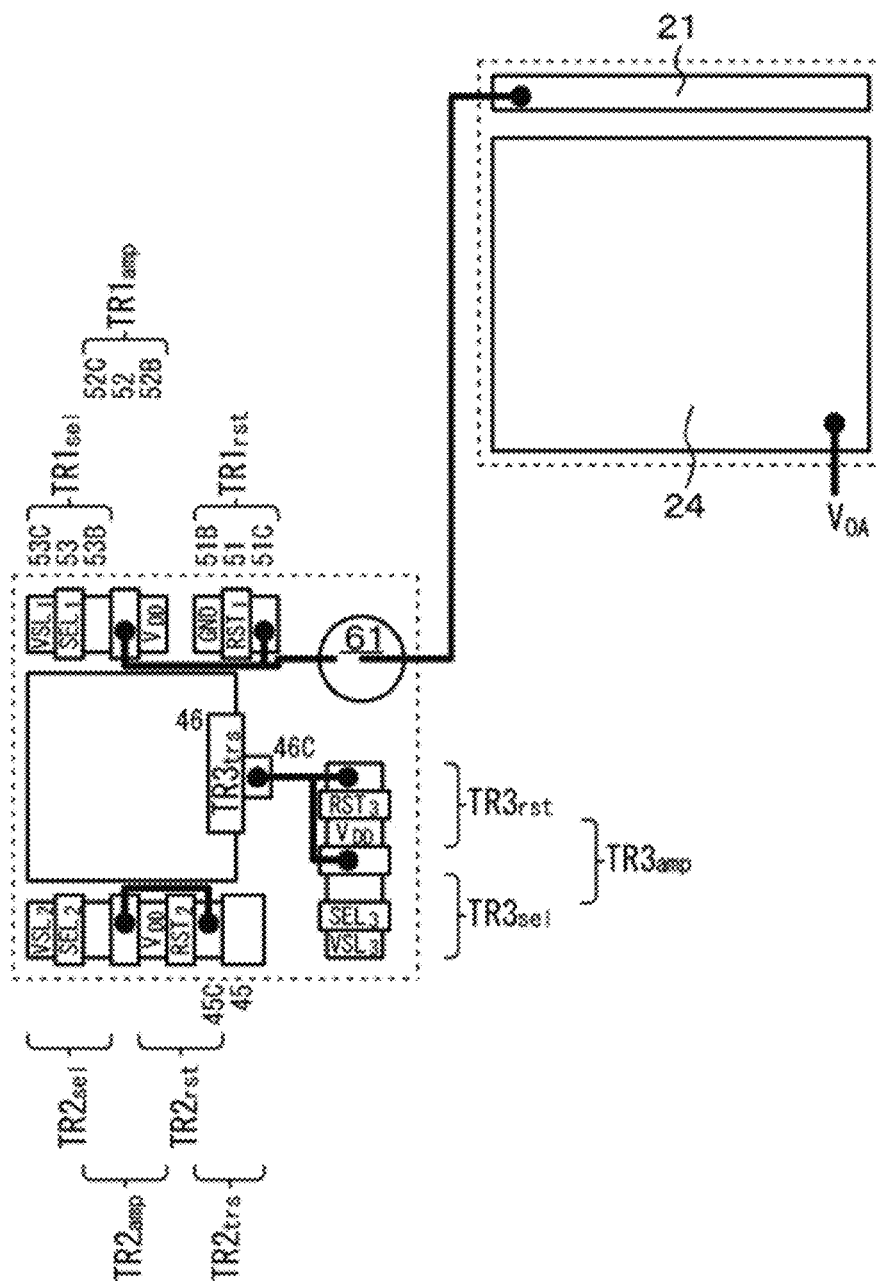 21
24
V_OA
TR1amp
52C
52
52B
TR1sel
53C
53
53B
TR1rst
51B
51
51C
VSL1
SEL1
VDD
GND
RST1
61
46
TR3trs
46C
RST3
VDD
SEL3
VSL3
TR3rst
TR3amp
TR3sel
VSL2
SEL2
VDD
RST2
45C
45
TR2sel
TR2rst
TR2amp
TR2trs